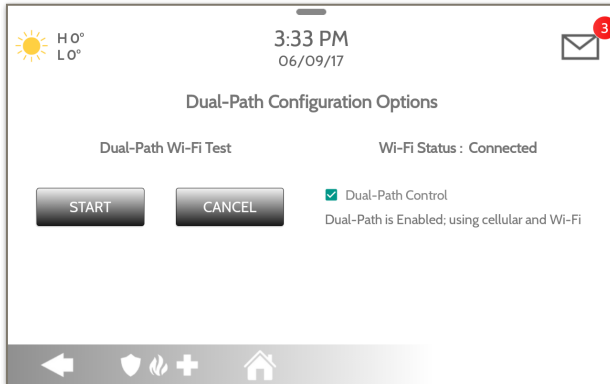 H 0°
L 0°
3:33 PM
06/09/17
3
Dual-Path Configuration Options
Dual-Path Wi-Fi Test
Wi-Fi Status : Connected
START
CANCEL
Dual-Path Control
Dual-Path is Enabled; using cellular and Wi-Fi